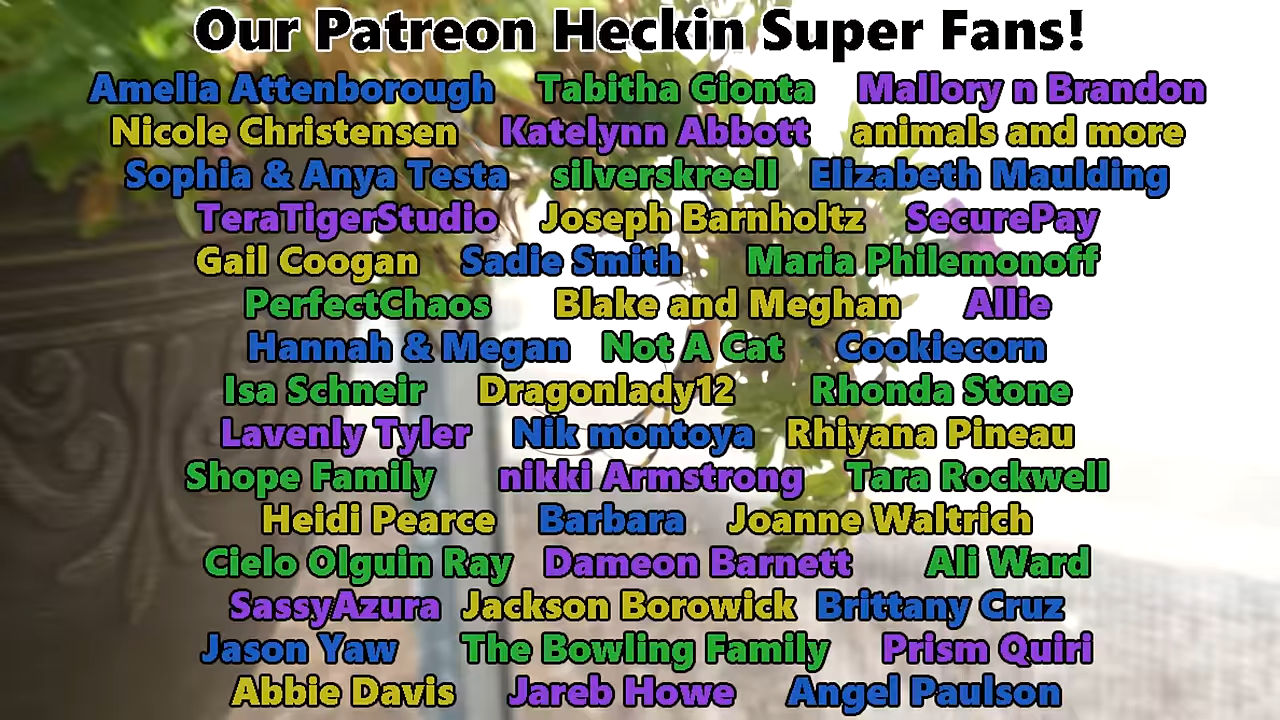 Our Patreon Heckin Super Fans!
Amelia Attenborough Tabitha Gionta Mallory n Brandon
Nicole Christensen Katelynn Abbott animals and more
Sophia & Anya Testa silverskreell Elizabeth Maulding
TeraTigerStudio Joseph Barnholtz SecurePay
Gail Coogan Sadie Smith Maria Philemonoff
PerfectChaos Blake and Meghan Allie
Hannah & Megan Not A Cat Cookiecorn
Isa Schneir Dragonlady12 Rhonda Stone
Lavenly Tyler Nik montoya Rhiyana Pineau
Shope Family nikki Armstrong Tara Rockwell
Heidi Pearce Barbara Joanne Waltrich
Cielo Olguin Ray Dameon Barnett Ali Ward
SassyAzura Jackson Borowick Brittany Cruz
Jason Yaw The Bowling Family Prism Quiri
Abbie Davis Jareb Howe Angel Paulson